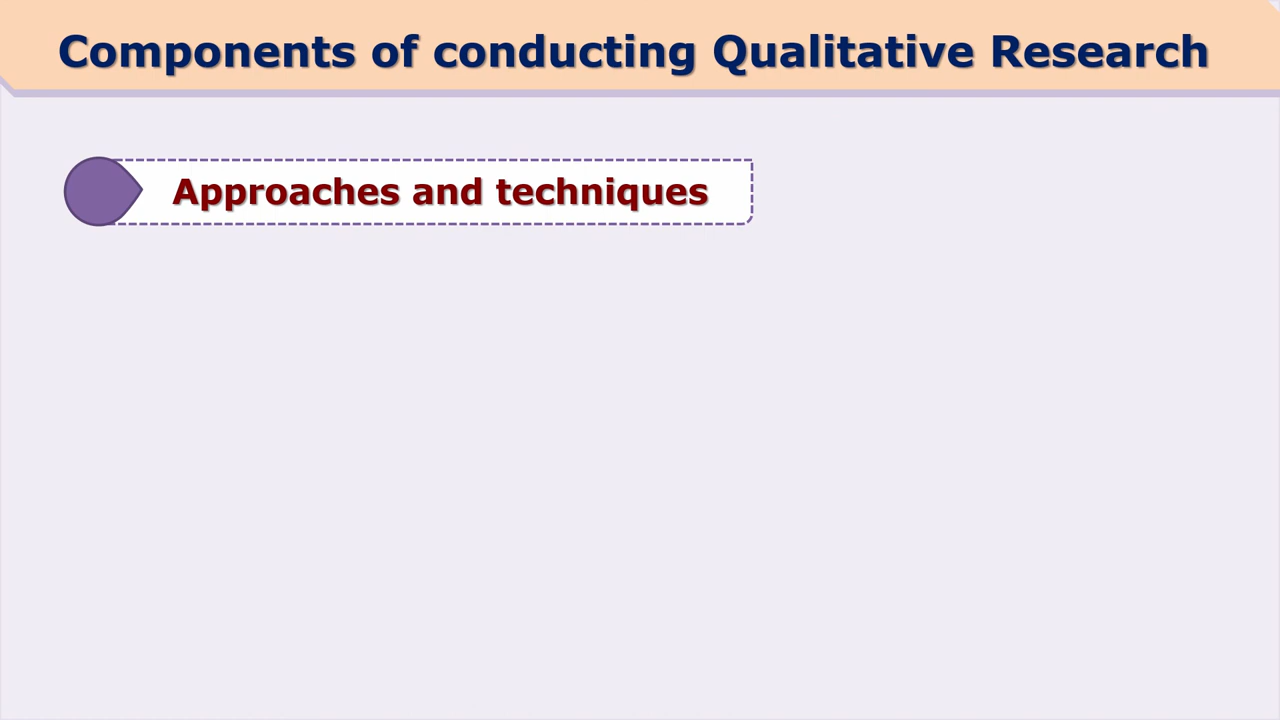 Components of conducting Qualitative Research
Approaches and techniques